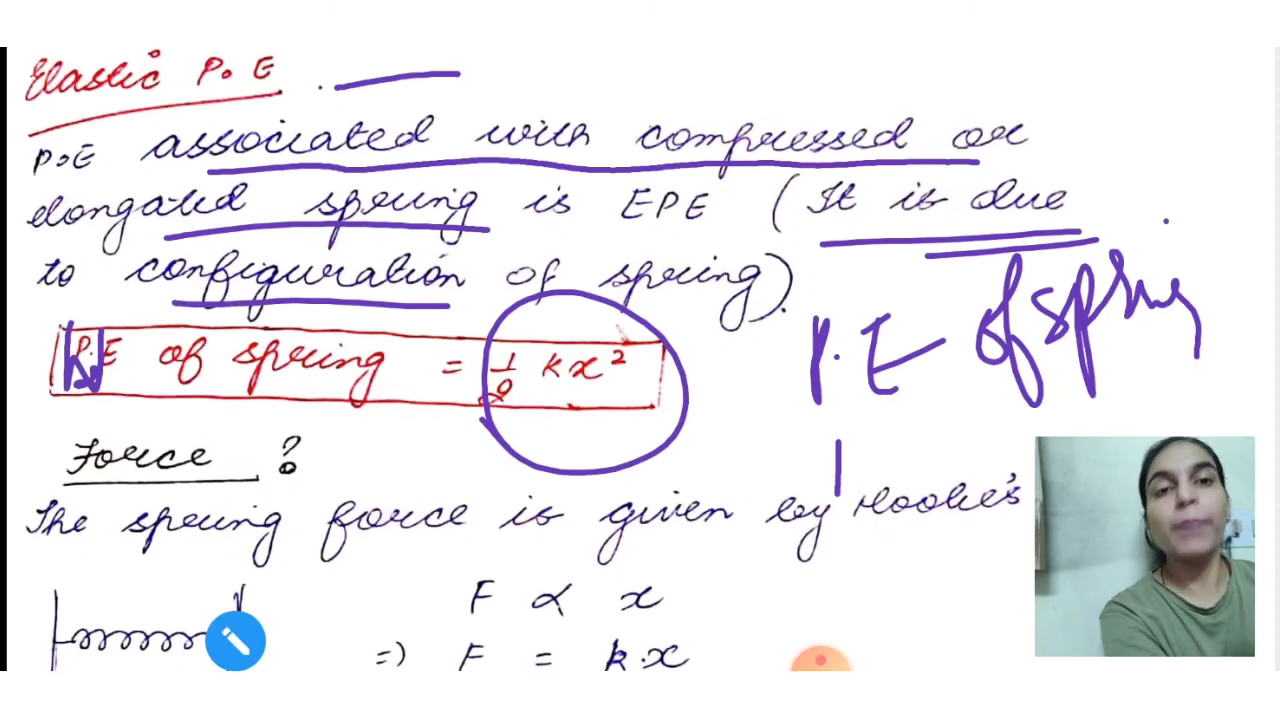 Elastic P.E.
P.E associated with compressed or
elongated spring is EPE (It is due
to configuration of spring).
P.E of spring = 1/2 kx²
P.E of spring
Force ?
The spring force is given by Hooke's
F ∝ x
=) F = k.x